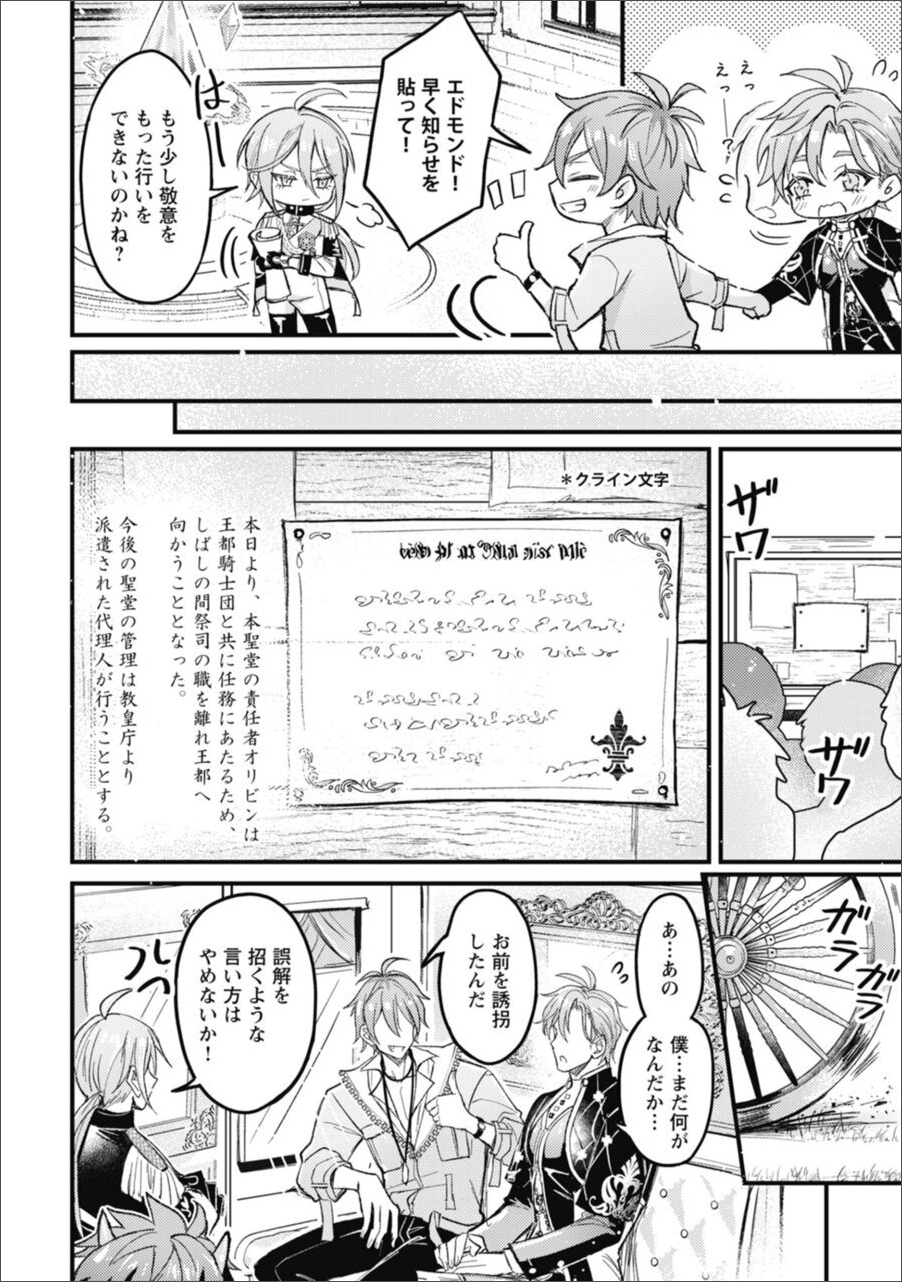 えっ
えっ
?
エドモンド!
早く知らせを
貼って!
は〜
もう少し敬意を
もった行いを
できないのかね?
ザワ
ザワ
*クライン文字
本日より、本聖堂の責任者オリビンは
王都騎士団と共に任務にあたるため、
しばしの間祭司の職を離れ王都へ
向かうこととなった。
今後の聖堂の管理は教皇庁より
派遣された代理人が行うこととする。
ガラ
ガラ
あ…あの
僕…まだ何が
なんだか…
お前を誘拐
したんだ
誤解を
招くような
言い方は
やめないか!